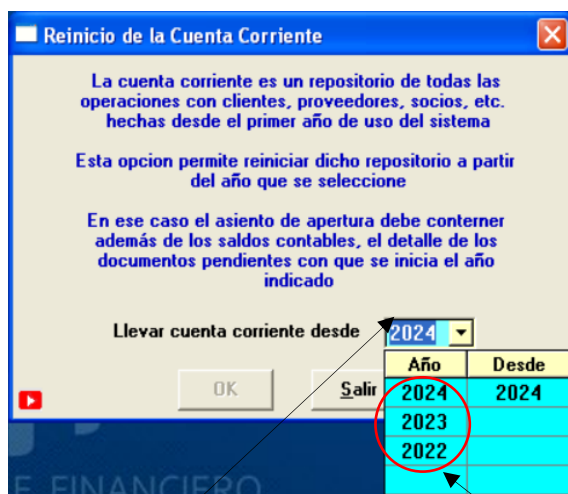 Reinicio de la Cuenta Corriente
La cuenta corriente es un repositorio de todas las
operaciones con clientes, proveedores, socios, etc.
hechas desde el primer año de uso del sistema
Esta opcion permite reiniciar dicho repositorio a partir
del año que se seleccione
En ese caso el asiento de apertura debe conterner
además de los saldos contables, el detalle de los
documentos pendientes con que se inicia el año
indicado
Llevar cuenta corriente desde 2024
Año Desde
OK Salir 2024 2024
2023
2022
E FINANCIERO